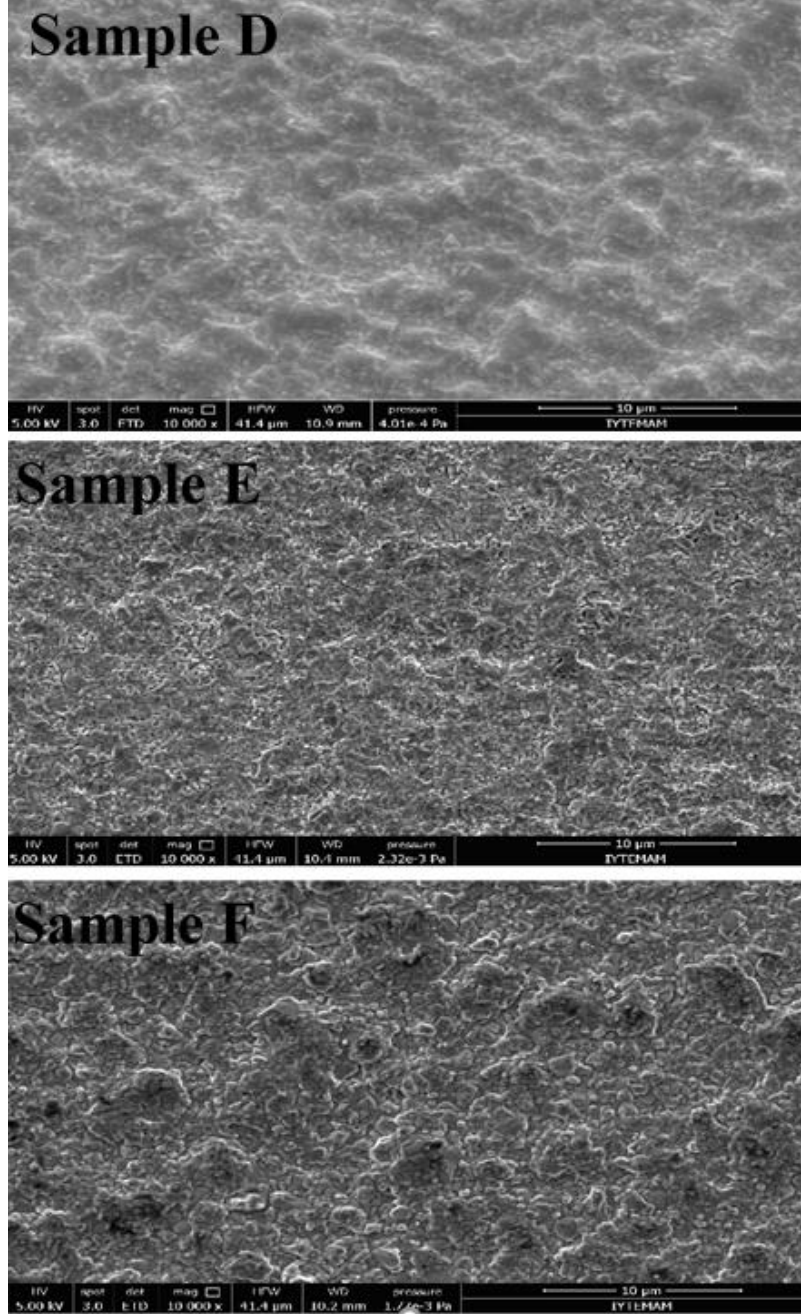 Sample D
HV spot det mag HFW WD pressure 10 µm
5.00 kV 3.0 ETD 10 000 x 41.4 µm 10.9 mm 4.01e-4 Pa IYTEMAM
Sample E
HV spot det mag HFW WD pressure 10 µm
5.00 kV 3.0 ETD 10 000 x 41.4 µm 10.4 mm 2.32e-3 Pa IYTEMAM
Sample F
HV spot det mag HFW WD pressure 10 µm
5.00 kV 3.0 ETD 10 000 x 41.4 µm 10.2 mm Pa IYTEMAM